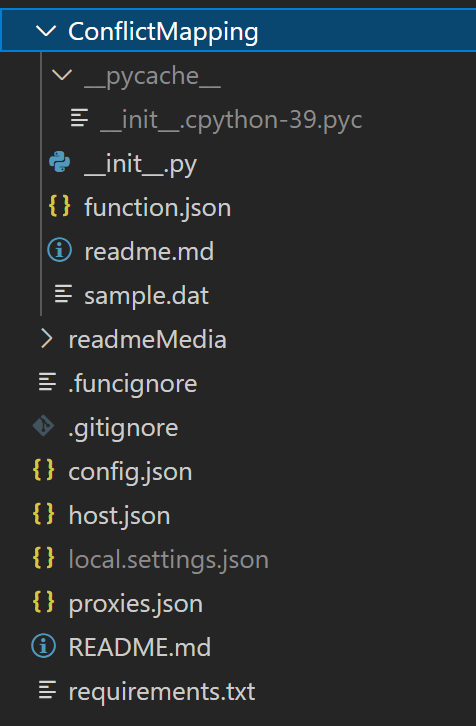 ConflictMapping
__pycache__
__init__.cpython-39.pyc
__init__.py
function.json
readme.md
sample.dat
readmeMedia
.funcignore
.gitignore
config.json
host.json
local.settings.json
proxies.json
README.md
requirements.txt